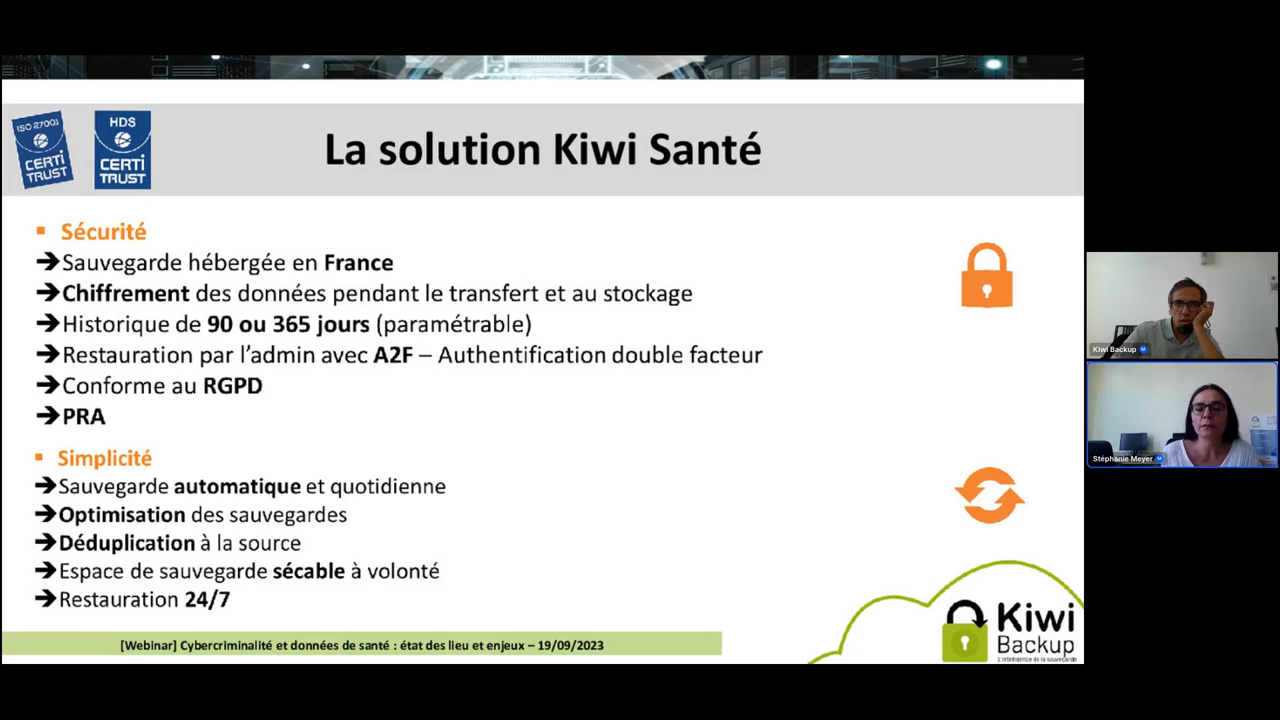 ISO 27001
CERTI
TRUST
HDS
CERTI
TRUST
La solution Kiwi Santé
▪ Sécurité
➔Sauvegarde hébergée en France
➔Chiffrement des données pendant le transfert et au stockage
➔Historique de 90 ou 365 jours (paramétrable)
➔Restauration par l’admin avec A2F – Authentification double facteur
➔Conforme au RGPD
➔PRA
▪ Simplicité
➔Sauvegarde automatique et quotidienne
➔Optimisation des sauvegardes
➔Déduplication à la source
➔Espace de sauvegarde sécable à volonté
➔Restauration 24/7
[Webinar] Cybercriminalité et données de santé : état des lieu et enjeux – 19/09/2023
Kiwi
Backup
L'intelligence de la sauvegarde
Kiwi Backup
Stéphanie Meyer